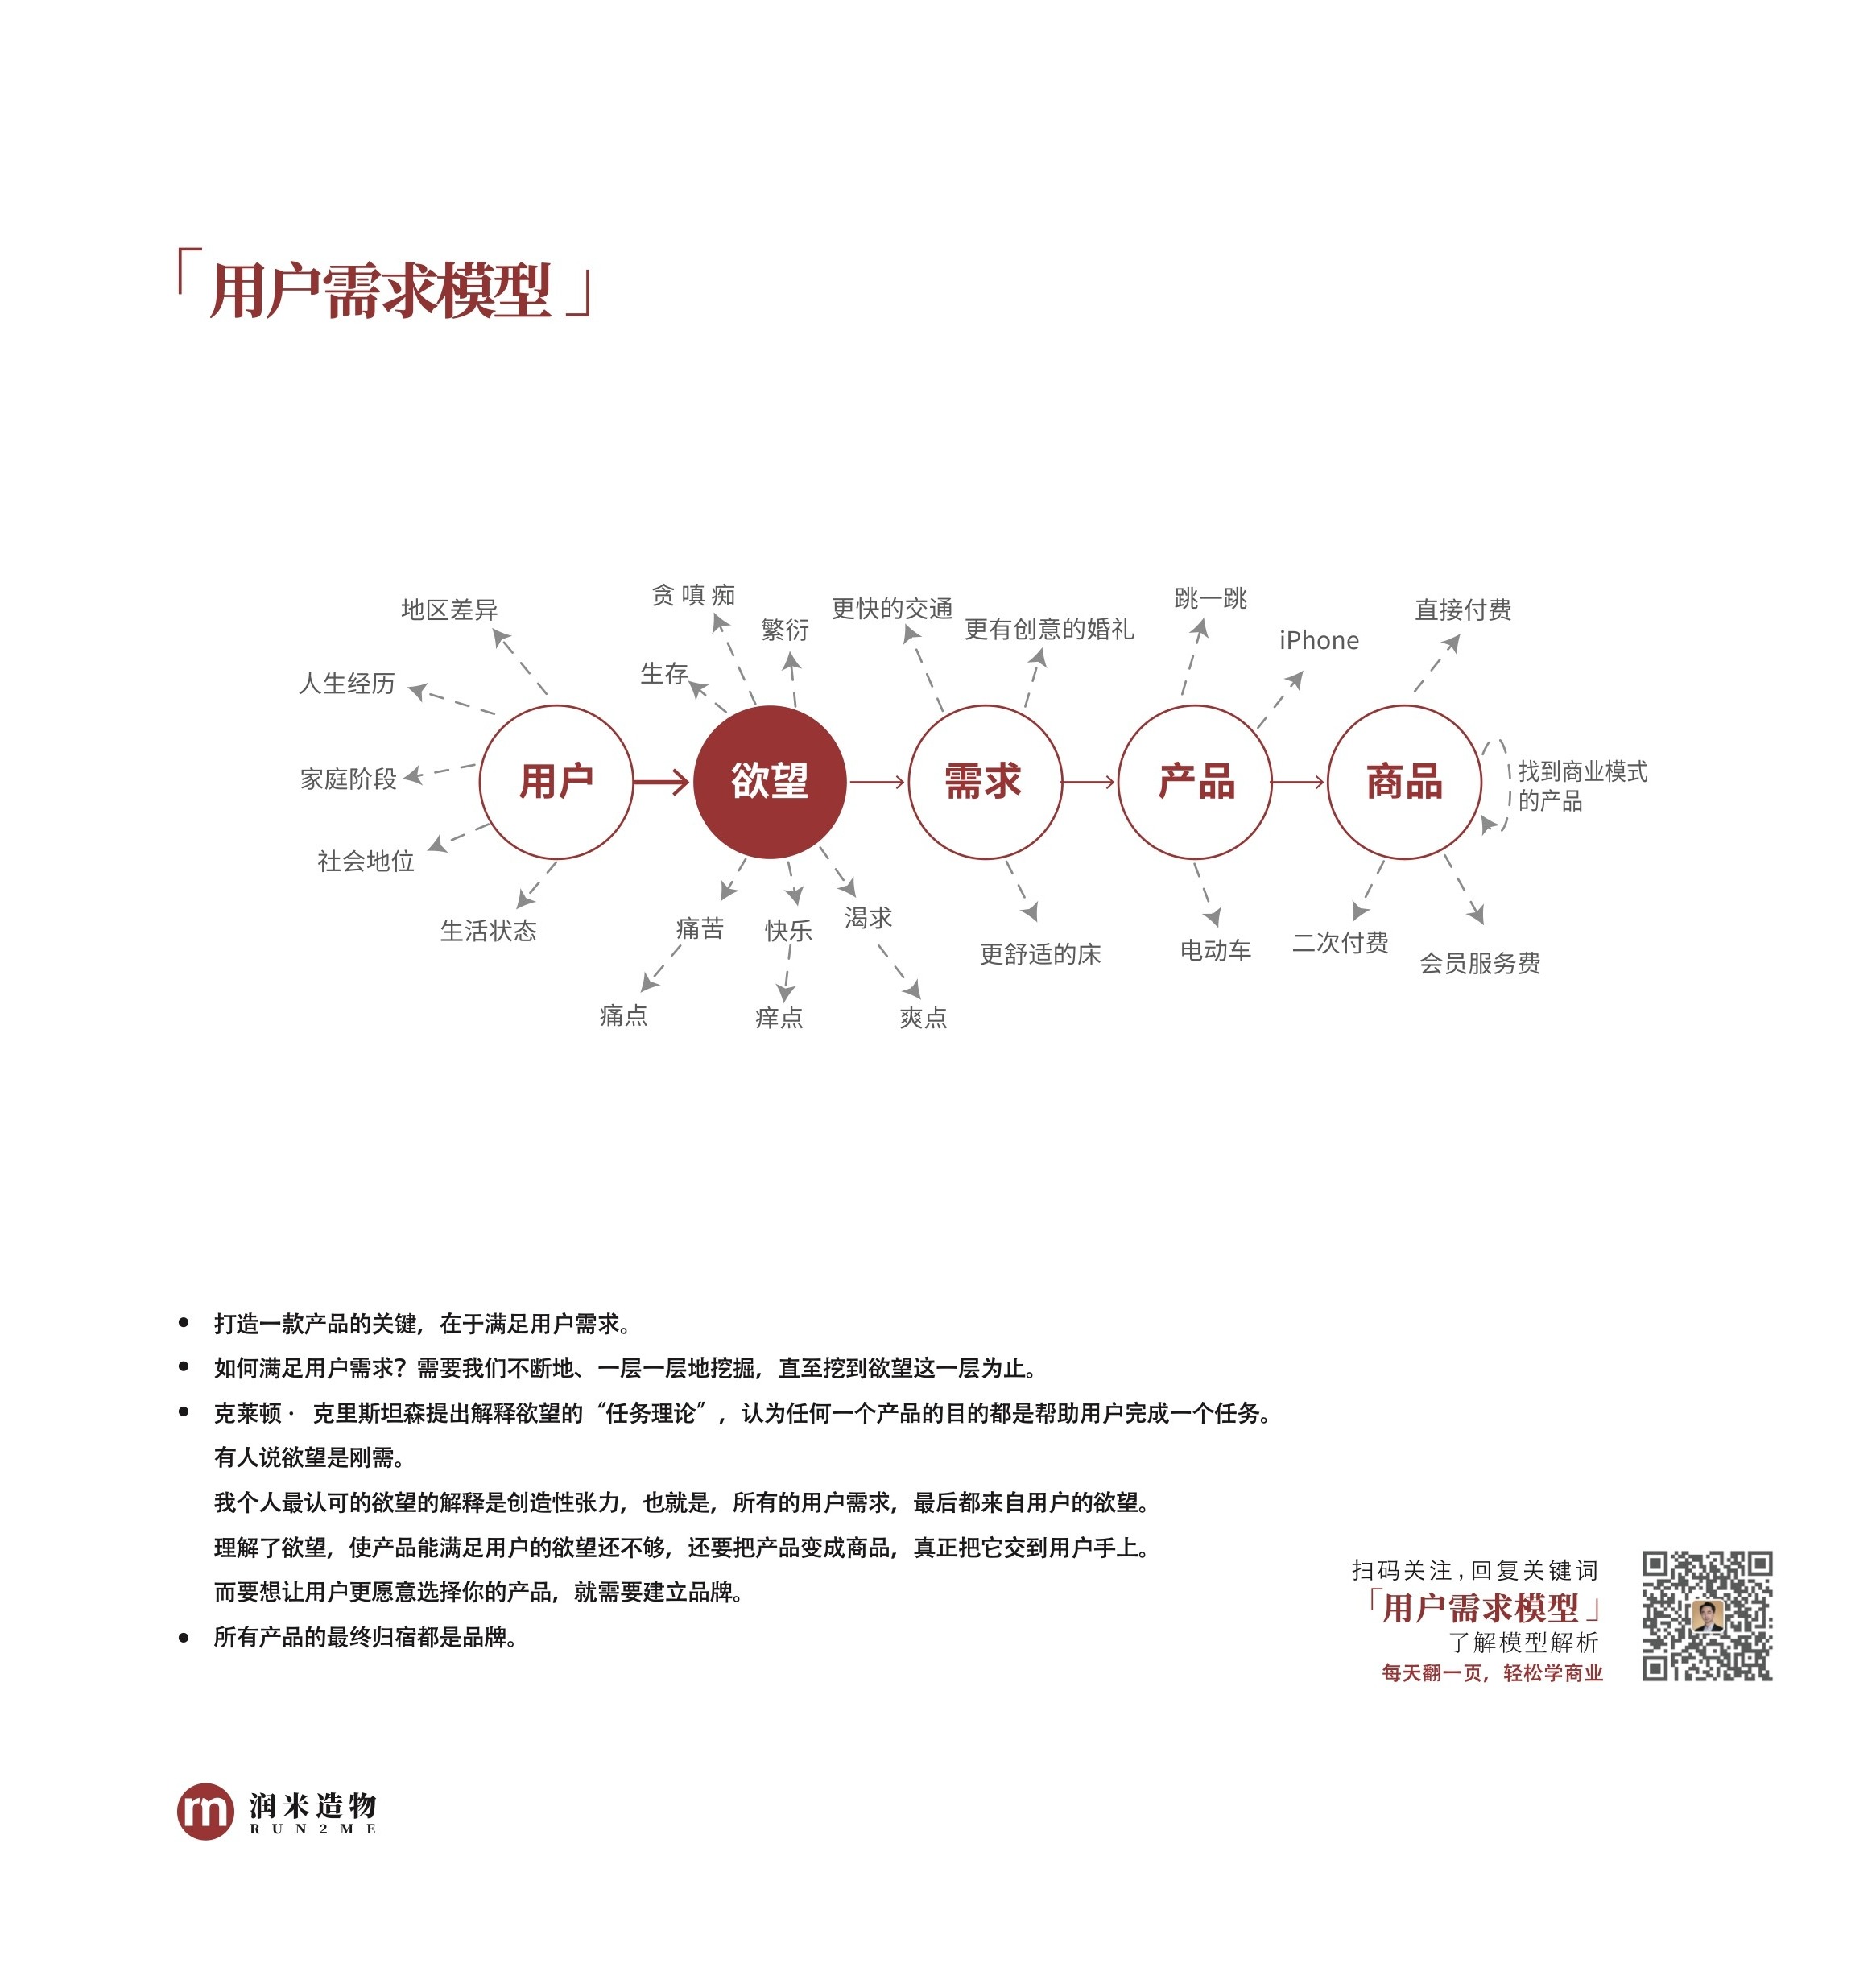 「用户需求模型」
地区差异
人生经历
家庭阶段
社会地位
生活状态
用户
贪 嗔 痴
繁衍
生存
欲望
痛苦
快乐
渴求
痛点
痒点
爽点
更快的交通
更有创意的婚礼
需求
更舒适的床
跳一跳
iPhone
产品
电动车
直接付费
商品
找到商业模式
的产品
二次付费
会员服务费
● 打造一款产品的关键，在于满足用户需求。
● 如何满足用户需求？需要我们不断地、一层一层地挖掘，直至挖到欲望这一层为止。
● 克莱顿· 克里斯坦森提出解释欲望的“任务理论”，认为任何一个产品的目的都是帮助用户完成一个任务。
有人说欲望是刚需。
我个人最认可的欲望的解释是创造性张力，也就是，所有的用户需求，最后都来自用户的欲望。
理解了欲望，使产品能满足用户的欲望还不够，还要把产品变成商品，真正把它交到用户手上。
而要想让用户更愿意选择你的产品，就需要建立品牌。
● 所有产品的最终归宿都是品牌。
扫码关注,回复关键词
「用户需求模型」
了解模型解析
每天翻一页，轻松学商业
rm
润米造物
RUN2ME